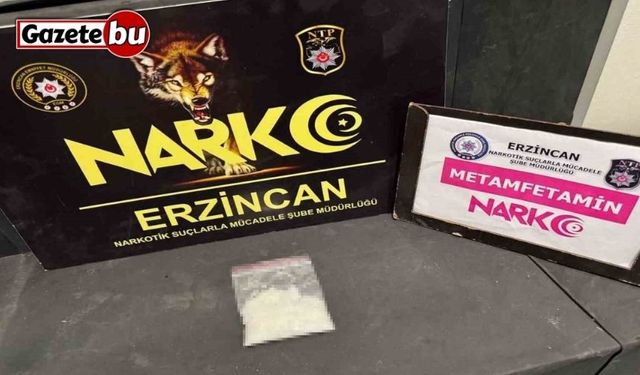 Gazetebu
NTP
NARKO
ERZİNCAN
NARKOTİK SUÇLARLA MÜCADELE ŞUBE MÜDÜRLÜĞÜ
ERZİNCAN
NARKOTİK SUÇLARLA MÜCADELE
ŞUBE MÜDÜRLÜĞÜ
NTP
METAMFETAMİN
NARKO